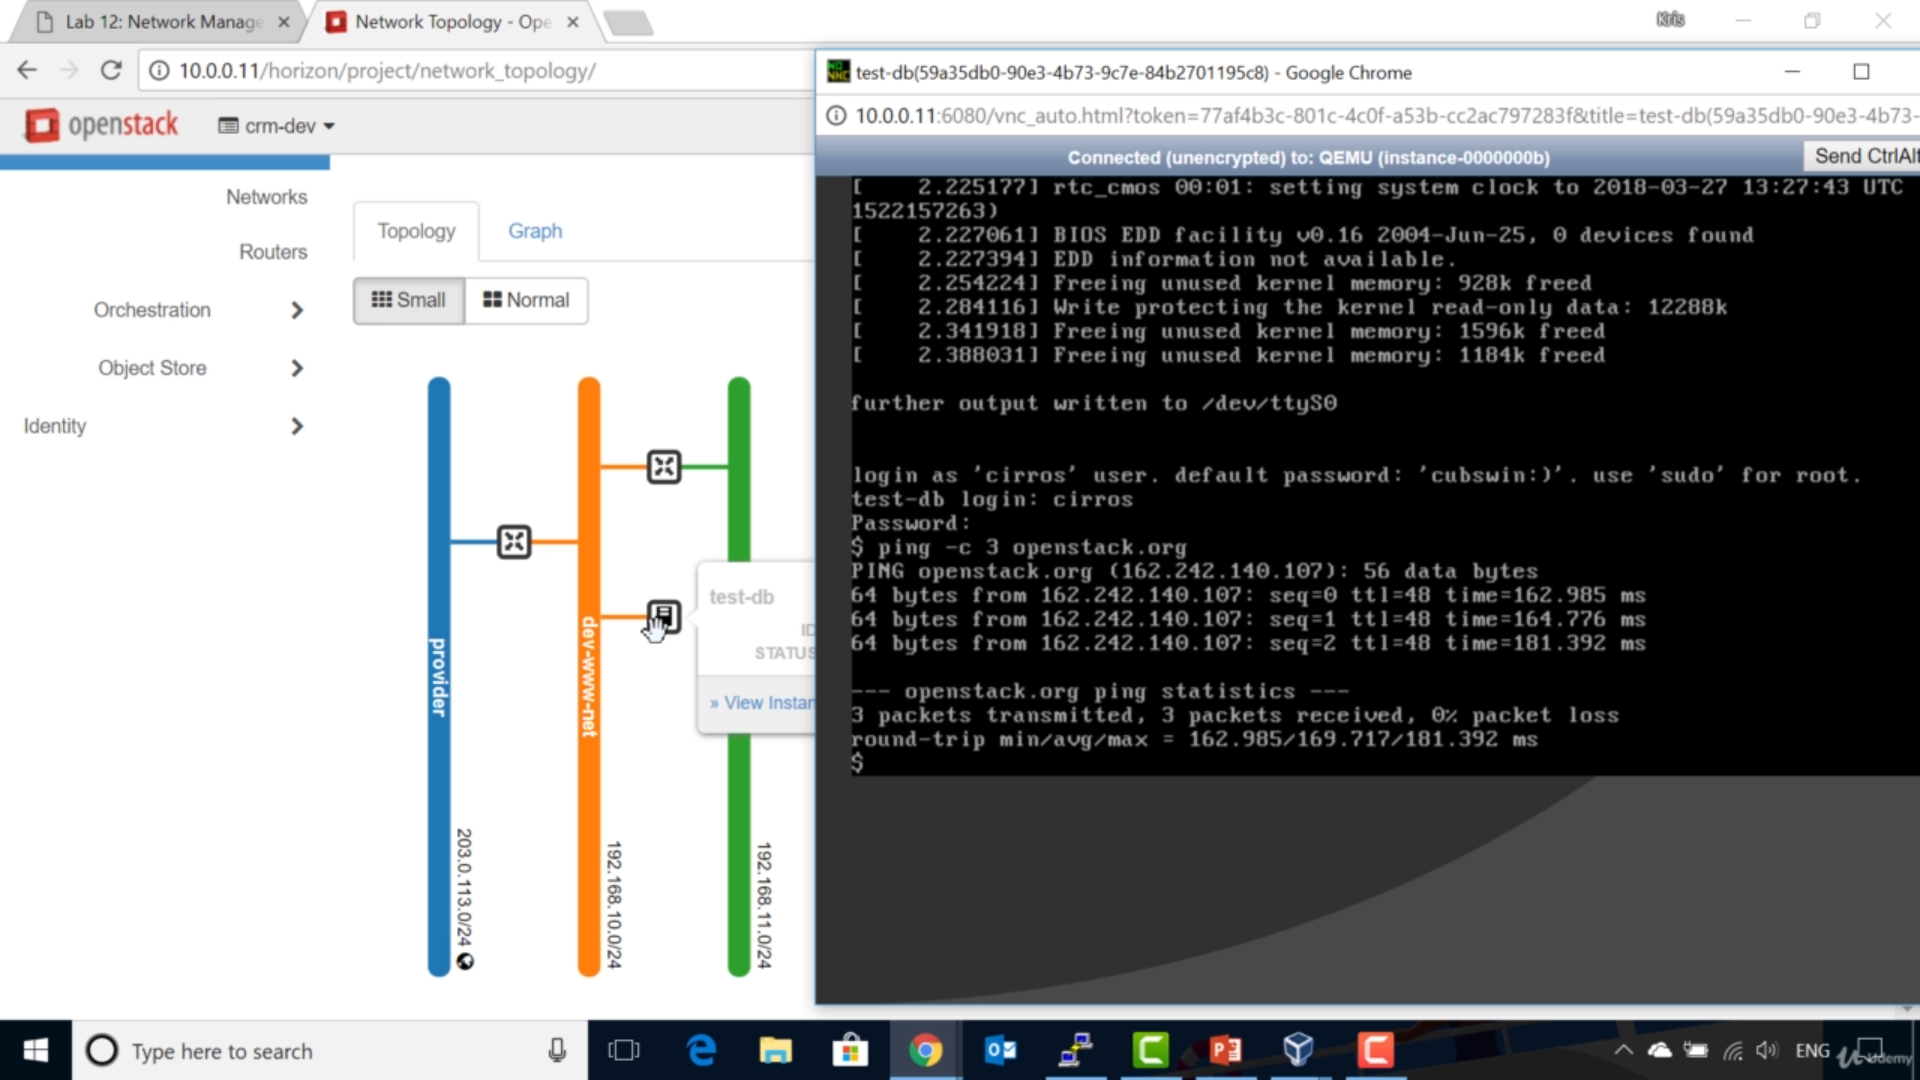 Lab 12: Network Manage
Network Topology - Ope
Kris
10.0.0.11/horizon/project/network_topology/
openstack
crm-dev
Networks
Routers
Orchestration
Object Store
Identity
Topology
Graph
Small
Normal
provider
203.0.113.0/24
dev-www-net
192.168.10.0/24
192.168.11.0/24
test-db
ID
STATUS
» View Instan
test-db(59a35db0-90e3-4b73-9c7e-84b2701195c8) - Google Chrome
10.0.0.11:6080/vnc_auto.html?token=77af4b3c-801c-4c0f-a53b-cc2ac797283f&title=test-db(59a35db0-90e3-4b73-
Connected (unencrypted) to: QEMU (instance-0000000b)
Send CtrlAlt
[ 2.225177] rtc_cmos 00:01: setting system clock to 2018-03-27 13:27:43 UTC
1522157263)
[ 2.227061] BIOS EDD facility v0.16 2004-Jun-25, 0 devices found
[ 2.227394] EDD information not available.
[ 2.254224] Freeing unused kernel memory: 928k freed
[ 2.284116] Write protecting the kernel read-only data: 12288k
[ 2.341918] Freeing unused kernel memory: 1596k freed
[ 2.388031] Freeing unused kernel memory: 1184k freed
further output written to /dev/ttyS0
login as 'cirros' user. default password: 'cubswin:)'. use 'sudo' for root.
test-db login: cirros
Password:
$ ping -c 3 openstack.org
PING openstack.org (162.242.140.107): 56 data bytes
64 bytes from 162.242.140.107: seq=0 ttl=48 time=162.985 ms
64 bytes from 162.242.140.107: seq=1 ttl=48 time=164.776 ms
64 bytes from 162.242.140.107: seq=2 ttl=48 time=181.392 ms
--- openstack.org ping statistics ---
3 packets transmitted, 3 packets received, 0% packet loss
round-trip min/avg/max = 162.985/169.717/181.392 ms
$
Type here to search
ENG
Udemy